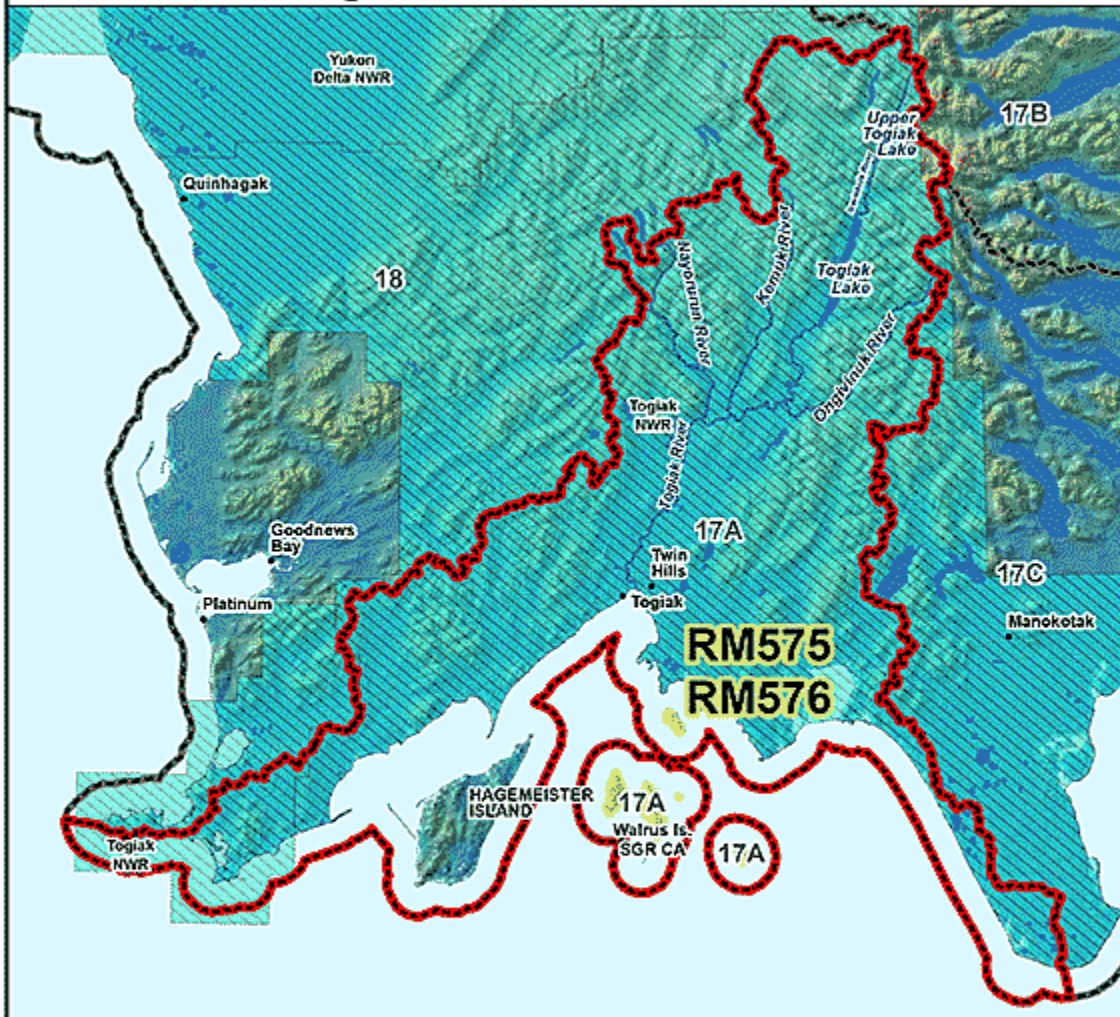 Yukon
Delta NWR
17B
Upper
Togiak
Lake
Quinhagak
18
Kemuk River
Togiak
Lake
Ongivinuk River
Togiak
NWR
Togiak River
17A
Goodnews
Bay
Twin
Hills
17C
Platinum
Togiak
Manokotak
RM575
RM576
HAGEMEISTER
ISLAND
17A
Walrus Is.
SGR CA
17A
Togiak
NWR